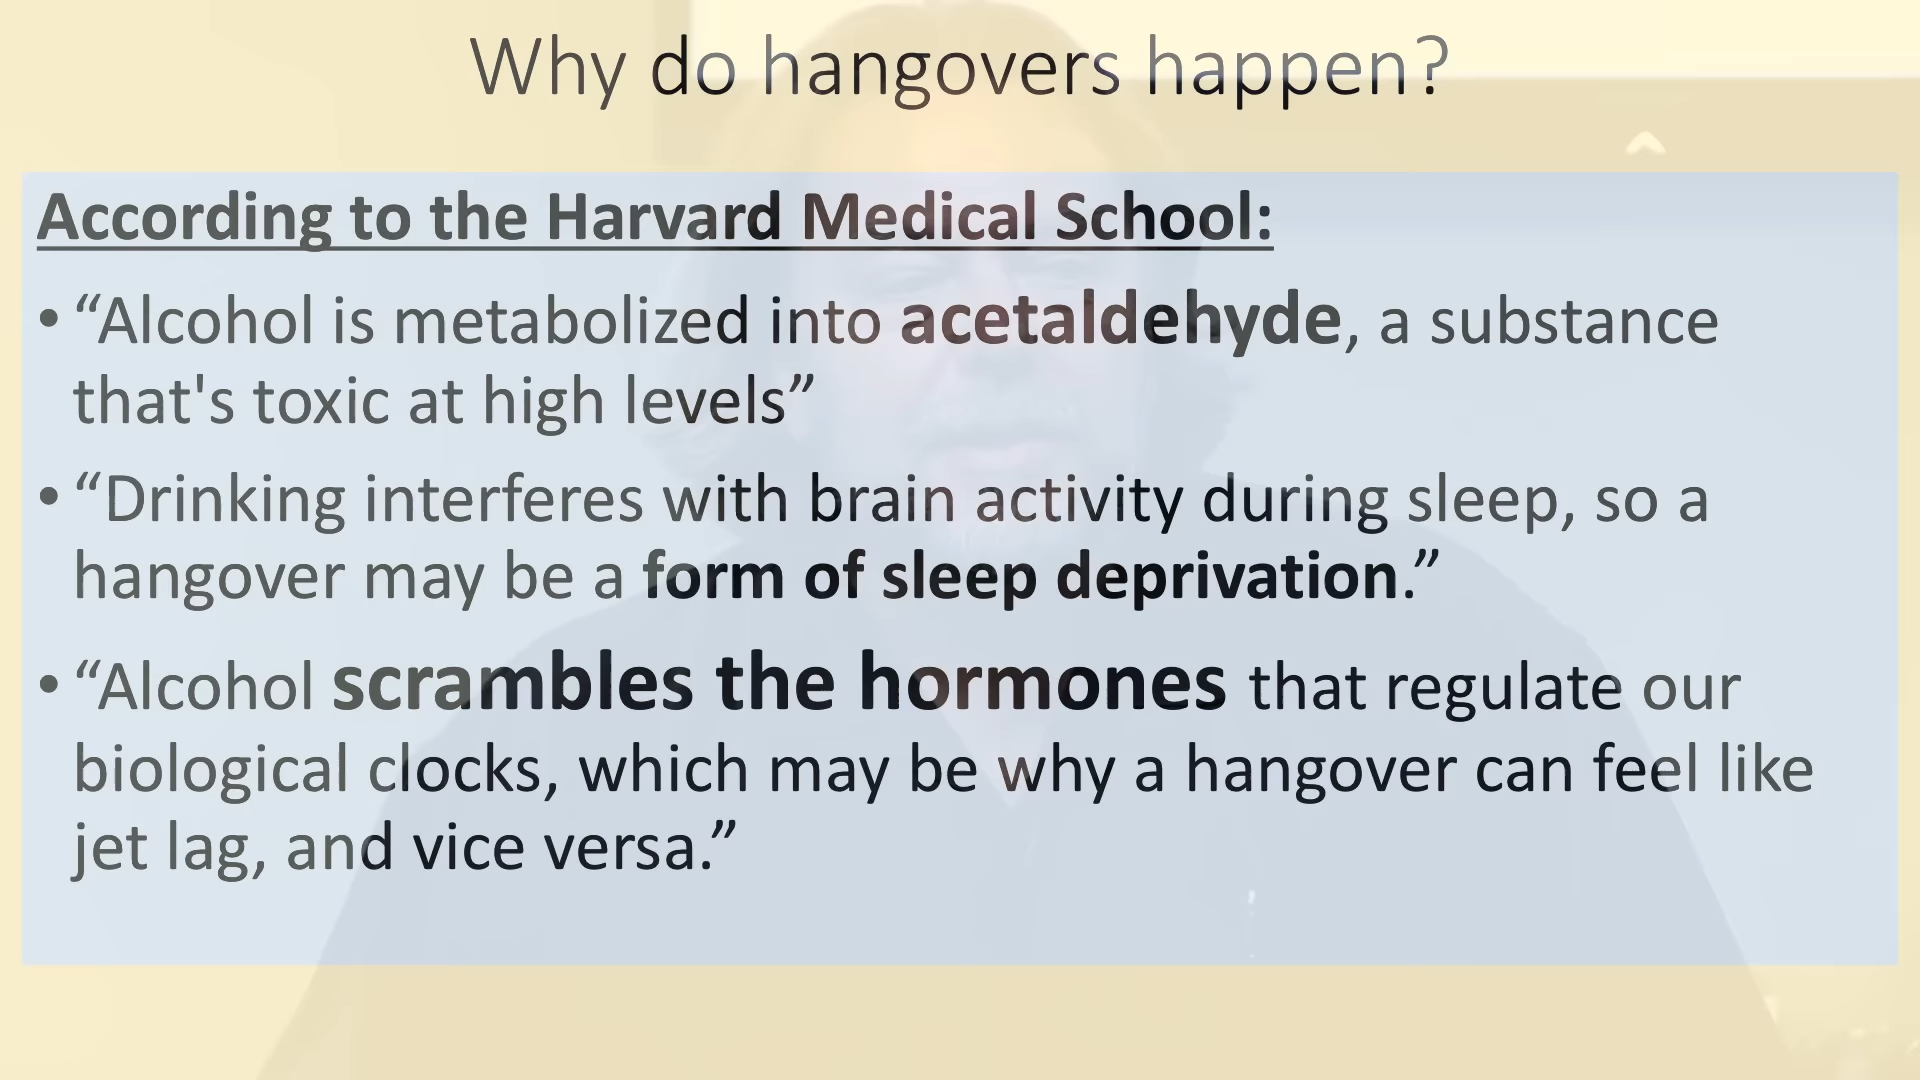 Why do hangovers happen?
According to the Harvard Medical School:
• “Alcohol is metabolized into acetaldehyde, a substance
that's toxic at high levels”
• “Drinking interferes with brain activity during sleep, so a
hangover may be a form of sleep deprivation.”
• “Alcohol scrambles the hormones that regulate our
biological clocks, which may be why a hangover can feel like
jet lag, and vice versa.”